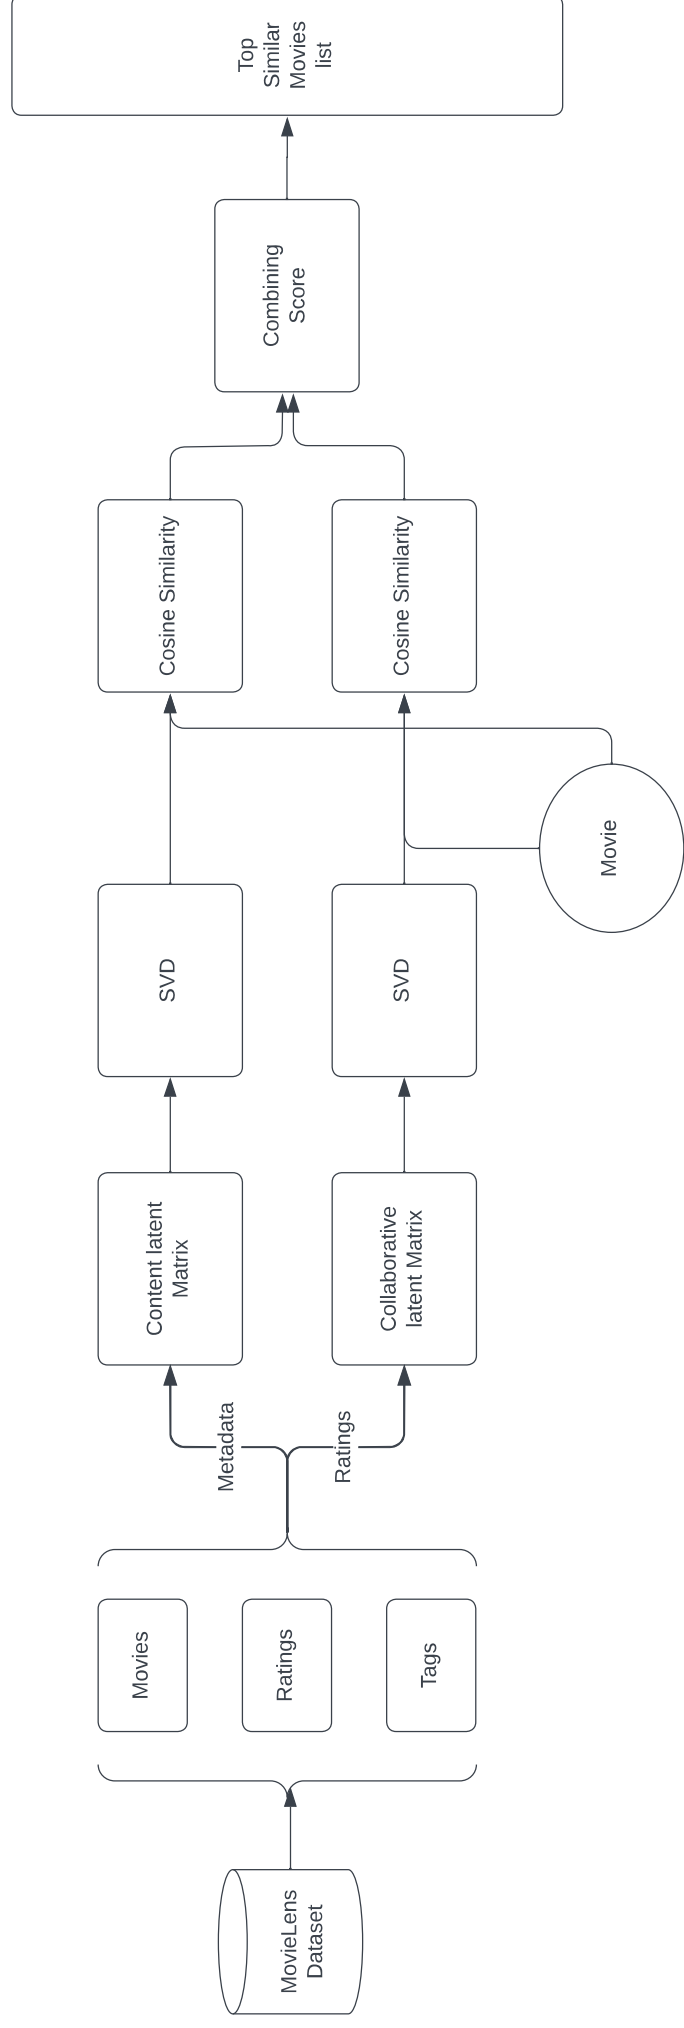 MovieLens
Dataset
Movies
Ratings
Tags
Metadata
Ratings
Content latent
Matrix
Collaborative
latent Matrix
SVD
SVD
Movie
Cosine Similarity
Cosine Similarity
Combining
Score
Top
Similar
Movies
list